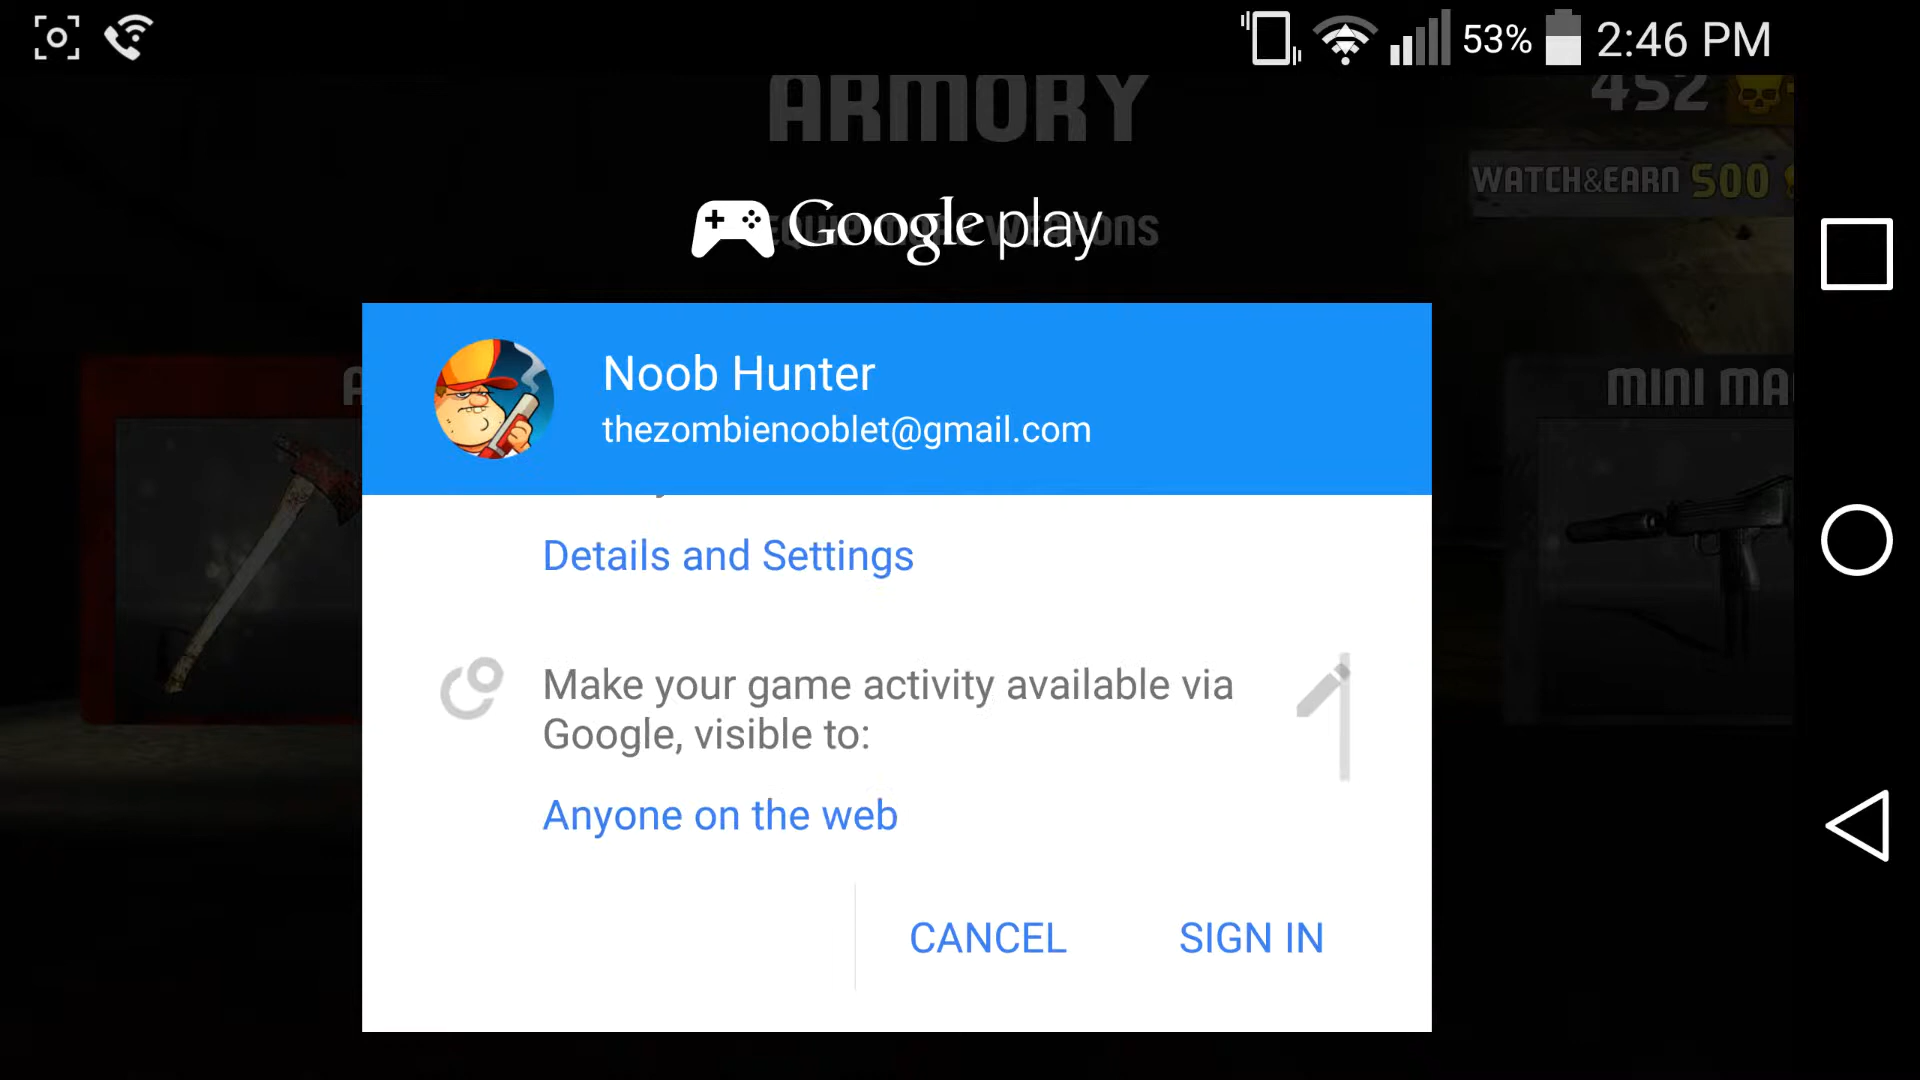 53% 2:46 PM
ARMORY
452
WATCH&EARN 500
Google play
Noob Hunter
thezombienooblet@gmail.com
MINI MA
Details and Settings
Make your game activity available via
Google, visible to:
Anyone on the web
CANCEL SIGN IN